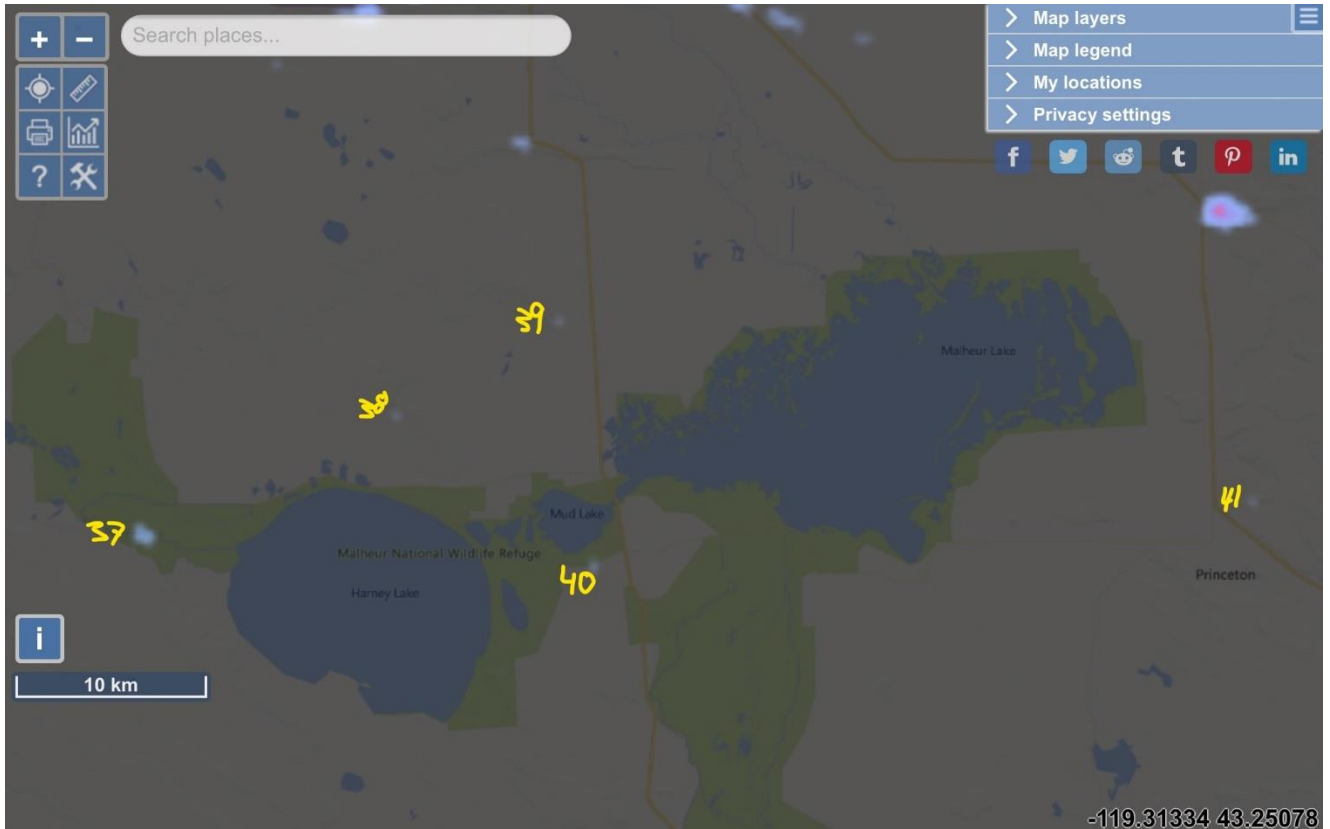 + −
Search places...
Map layers
Map legend
My locations
Privacy settings
?
f t in
39
Malheur Lake
38
41
37
Mud Lake
Malheur National Wildlife Refuge
40
Princeton
Harney Lake
i
10 km
-119.31334 43.25078